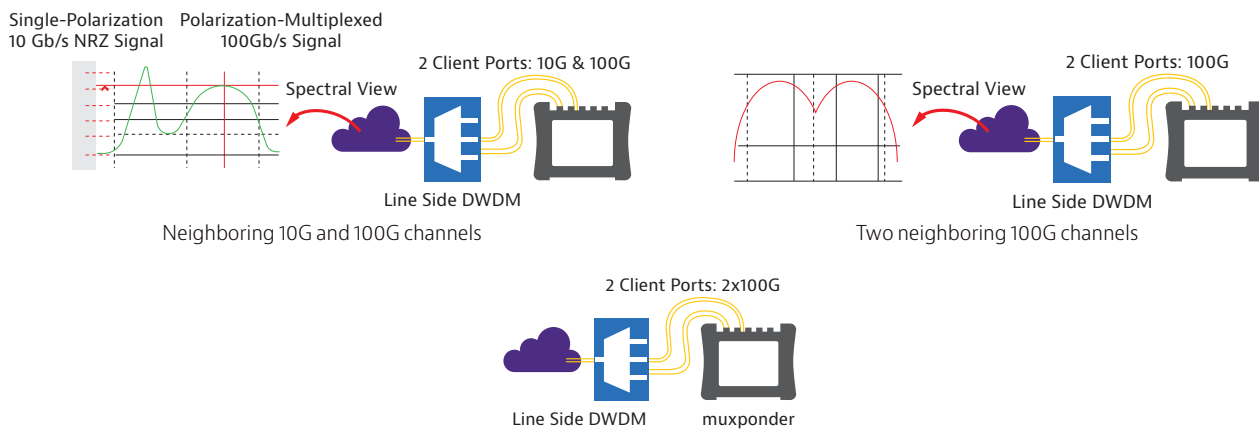 Single-Polarization
10 Gb/s NRZ Signal
Polarization-Multiplexed
100Gb/s Signal
Spectral View
2 Client Ports: 10G & 100G
Line Side DWDM
Neighboring 10G and 100G channels
Spectral View
2 Client Ports: 100G
Line Side DWDM
Two neighboring 100G channels
2 Client Ports: 2x100G
Line Side DWDM
muxponder